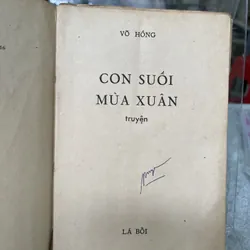 VÕ HỒNG
CON SUỐI
MÙA XUÂN
truyện
LÁ BỐI